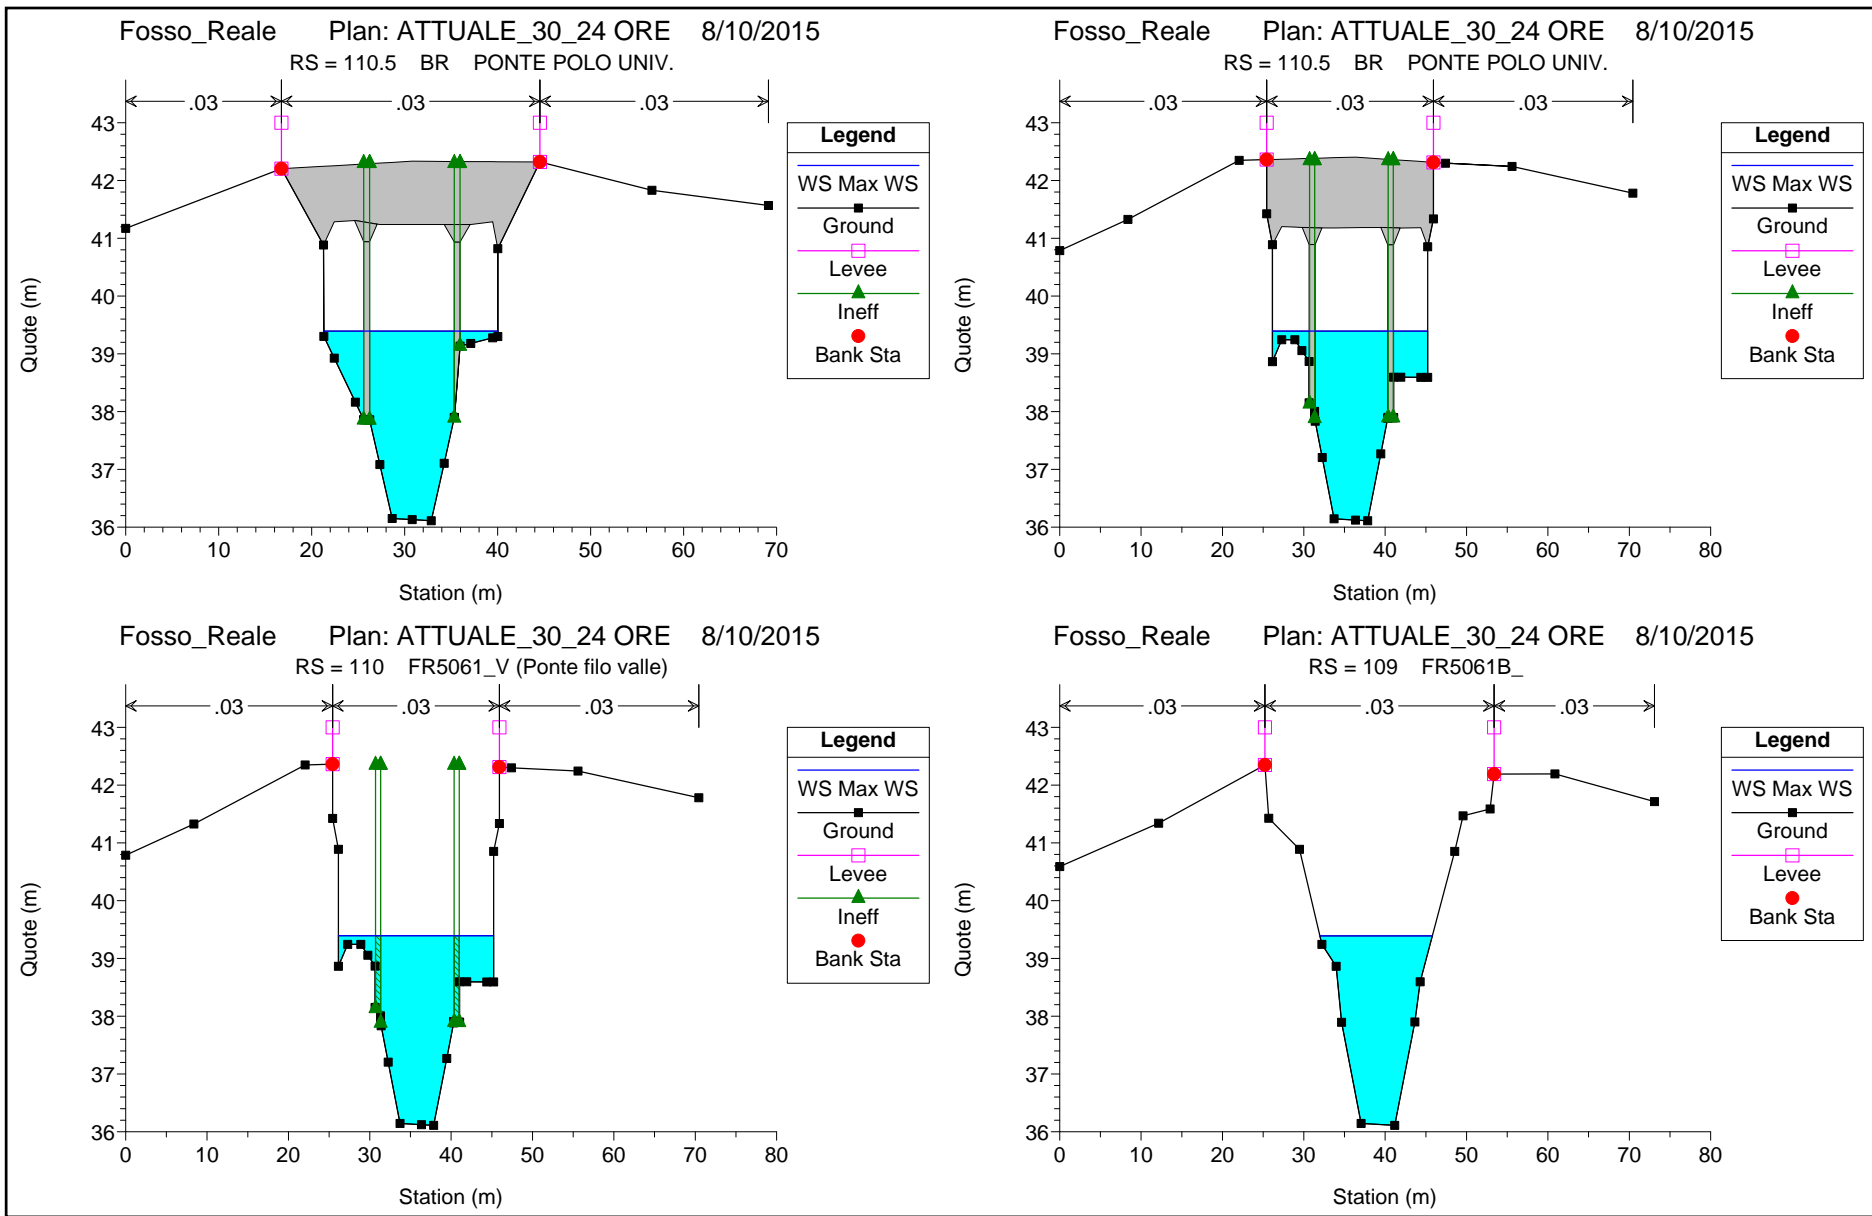 Fosso_Reale Plan: ATTUALE_30_24 ORE 8/10/2015
RS = 110.5 BR PONTE POLO UNIV.
.03 .03 .03
43
42
41
40
39
38
37
36
Quote (m)
0 10 20 30 40 50 60 70
Station (m)
Legend
WS Max WS
Ground
Levee
Ineff
Bank Sta
Fosso_Reale Plan: ATTUALE_30_24 ORE 8/10/2015
RS = 110.5 BR PONTE POLO UNIV.
.03 .03 .03
43
42
41
40
39
38
37
36
Quote (m)
0 10 20 30 40 50 60 70 80
Station (m)
Legend
WS Max WS
Ground
Levee
Ineff
Bank Sta
Fosso_Reale Plan: ATTUALE_30_24 ORE 8/10/2015
RS = 110 FR5061_V (Ponte filo valle)
.03 .03 .03
43
42
41
40
39
38
37
36
Quote (m)
0 10 20 30 40 50 60 70 80
Station (m)
Legend
WS Max WS
Ground
Levee
Ineff
Bank Sta
Fosso_Reale Plan: ATTUALE_30_24 ORE 8/10/2015
RS = 109 FR5061B_
.03 .03 .03
43
42
41
40
39
38
37
36
Quote (m)
0 10 20 30 40 50 60 70 80
Station (m)
Legend
WS Max WS
Ground
Levee
Bank Sta